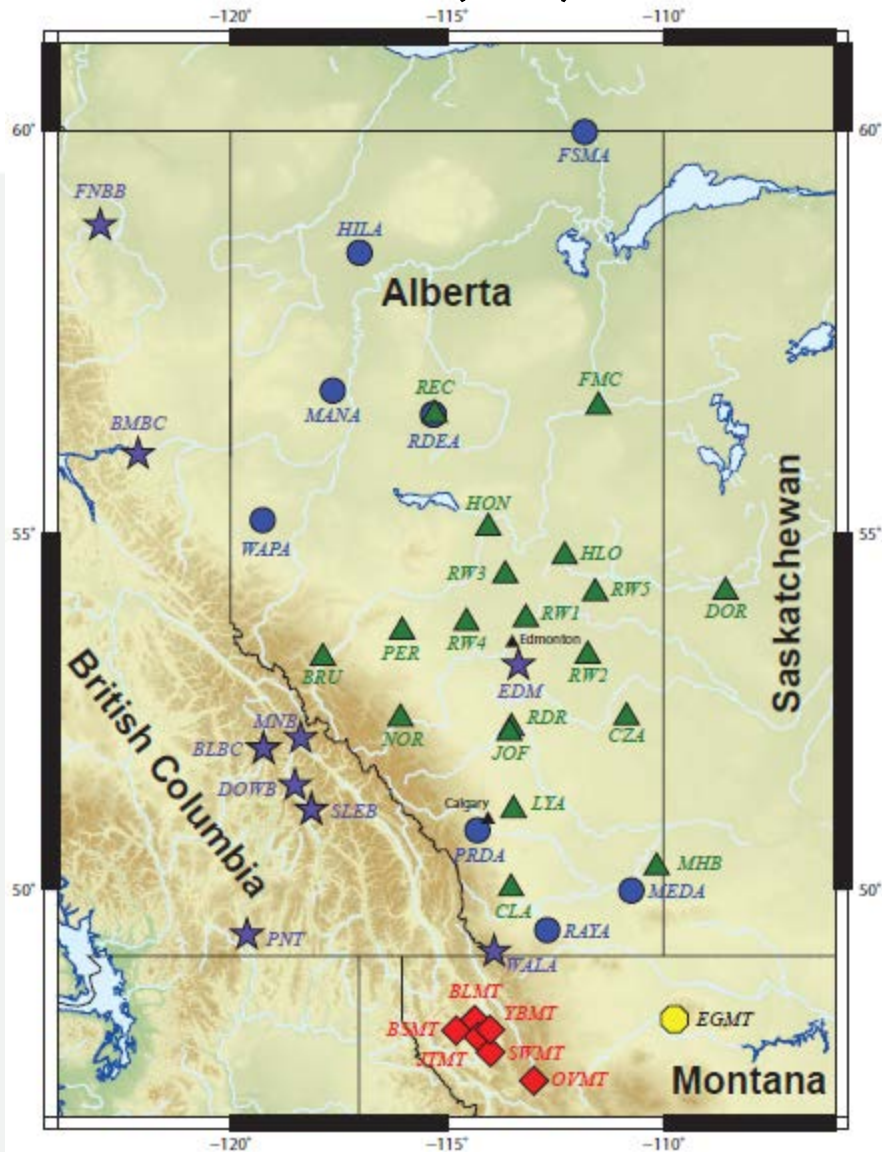 −120°
−115°
−110°
60°
60°
FSMA
FNBB
HILA
Alberta
REC
FMC
MANA
RDEA
BMBC
Saskatchewan
HON
55°
55°
WAPA
HLO
RW3
RW5
DOR
RW1
RW4
Edmonton
PER
BRU
RW2
EDM
British Columbia
MNB
RDR
NOR
CZA
BLBC
JOF
DOWB
Calgary
LYA
SLEB
PRDA
MHB
50°
50°
MEDA
CLA
RAYA
PNT
WALA
BLMT
YBMT
EGMT
BSMT
JTMT
SWMT
OVMT
Montana
−120°
−115°
−110°